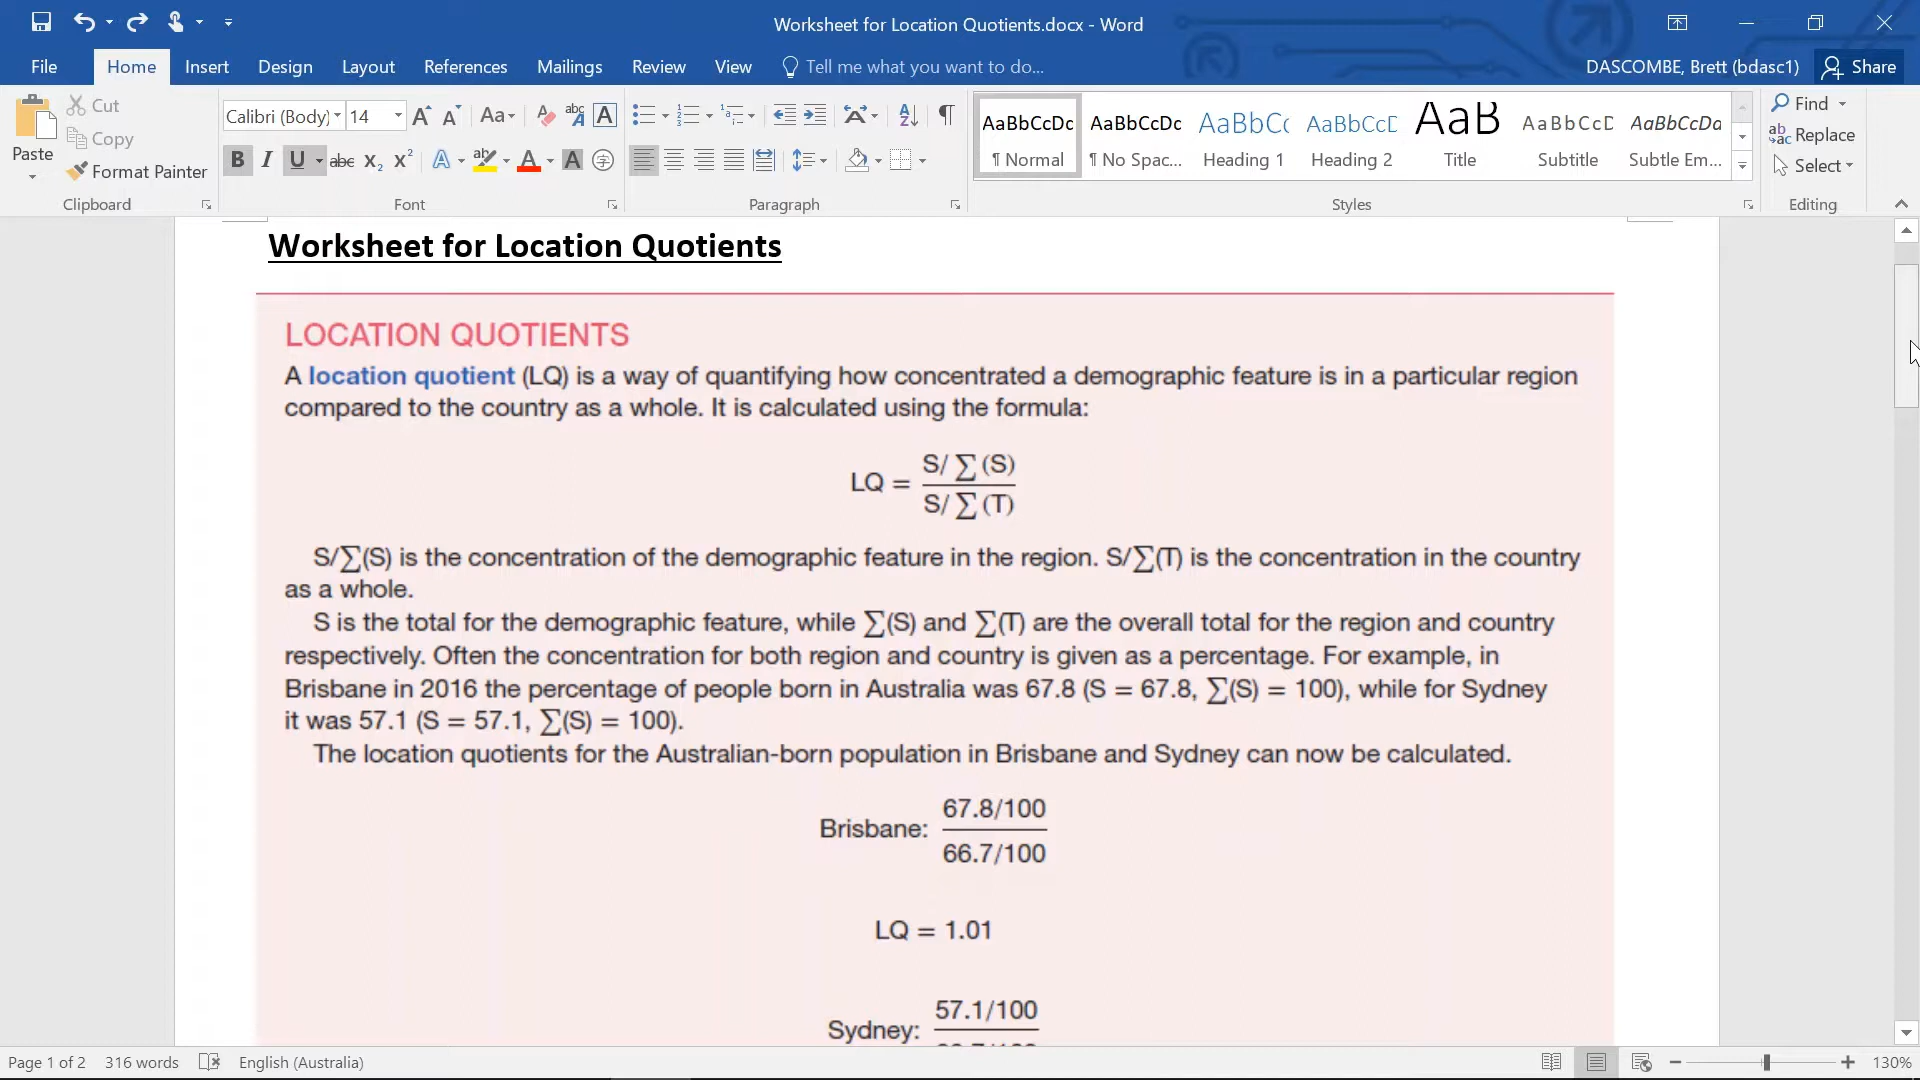 Worksheet for Location Quotients.docx - Word
File Home Insert Design Layout References Mailings Review View Tell me what you want to do... DASCOMBE, Brett (bdasc1) Share
Paste
Cut
Copy
Format Painter
Clipboard
Calibri (Body) 14
Font
Paragraph
AaBbCcDc AaBbCcDc AaBbCc AaBbCcD AaB AaBbCcD AaBbCcDa
¶ Normal ¶ No Spac... Heading 1 Heading 2 Title Subtitle Subtle Em...
Styles
Find
Replace
Select
Editing
Worksheet for Location Quotients
LOCATION QUOTIENTS
A location quotient (LQ) is a way of quantifying how concentrated a demographic feature is in a particular region
compared to the country as a whole. It is calculated using the formula:
LQ = S/∑(S)
S/∑(T)
S/∑(S) is the concentration of the demographic feature in the region. S/∑(T) is the concentration in the country
as a whole.
S is the total for the demographic feature, while ∑(S) and ∑(T) are the overall total for the region and country
respectively. Often the concentration for both region and country is given as a percentage. For example, in
Brisbane in 2016 the percentage of people born in Australia was 67.8 (S = 67.8, ∑(S) = 100), while for Sydney
it was 57.1 (S = 57.1, ∑(S) = 100).
The location quotients for the Australian-born population in Brisbane and Sydney can now be calculated.
Brisbane: 67.8/100
66.7/100
LQ = 1.01
Sydney: 57.1/100
Page 1 of 2 316 words English (Australia) 130%